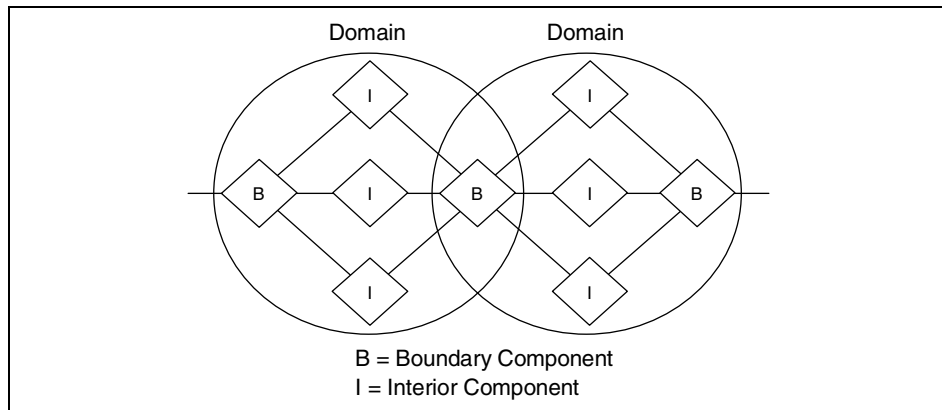 Domain Domain
I I
B I B I B
I I
B = Boundary Component
I = Interior Component